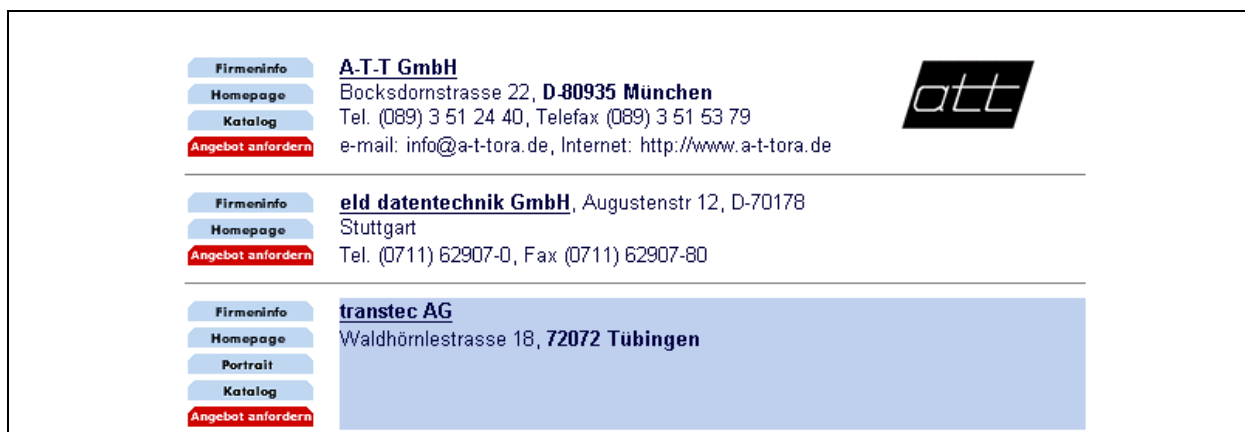 Firmeninfo
Homepage
Katalog
Angebot anfordern
A-T-T GmbH
Bocksdornstrasse 22, D-80935 München
Tel. (089) 3 51 24 40, Telefax (089) 3 51 53 79
e-mail: info@a-t-tora.de, Internet: http://www.a-t-tora.de
att
Firmeninfo
Homepage
Angebot anfordern
eld datentechnik GmbH, Augustenstr 12, D-70178
Stuttgart
Tel. (0711) 62907-0, Fax (0711) 62907-80
Firmeninfo
Homepage
Portrait
Katalog
Angebot anfordern
transtec AG
Waldhörnlestrasse 18, 72072 Tübingen